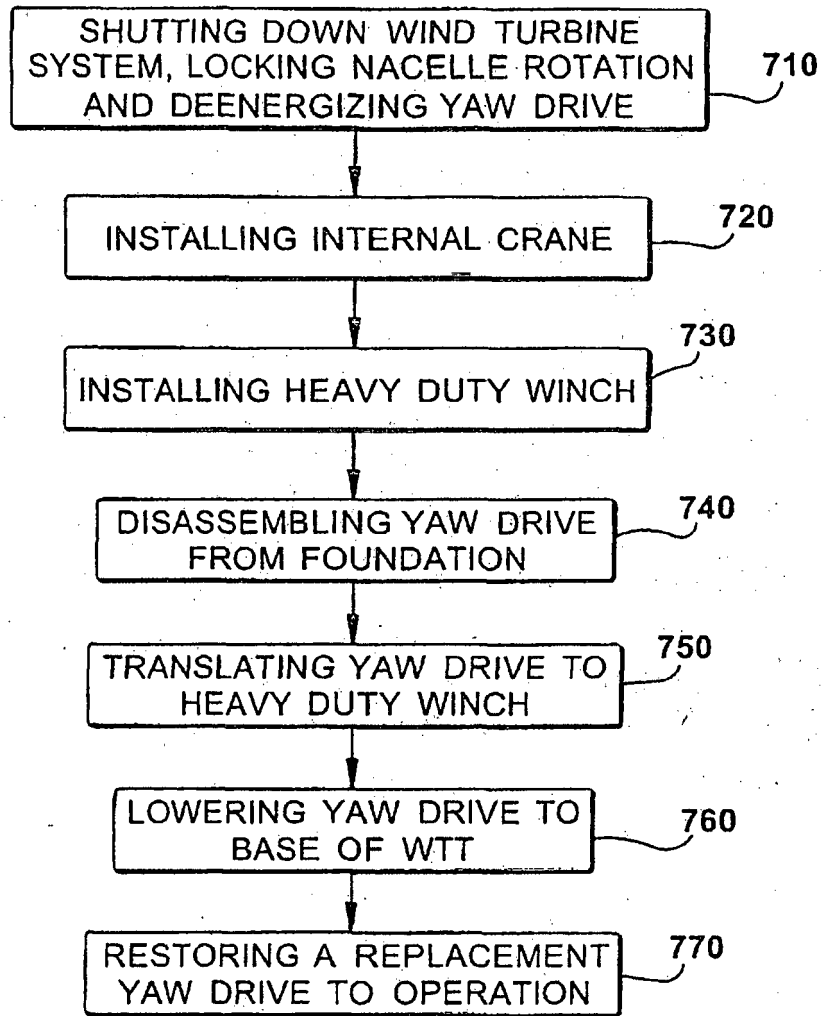 SHUTTING DOWN WIND TURBINE
SYSTEM, LOCKING NACELLE ROTATION
AND DEENERGIZING YAW DRIVE
710
INSTALLING INTERNAL CRANE
720
INSTALLING HEAVY DUTY WINCH
730
DISASSEMBLING YAW DRIVE
FROM FOUNDATION
740
TRANSLATING YAW DRIVE TO
HEAVY DUTY WINCH
750
LOWERING YAW DRIVE TO
BASE OF WTT
760
RESTORING A REPLACEMENT
YAW DRIVE TO OPERATION
770